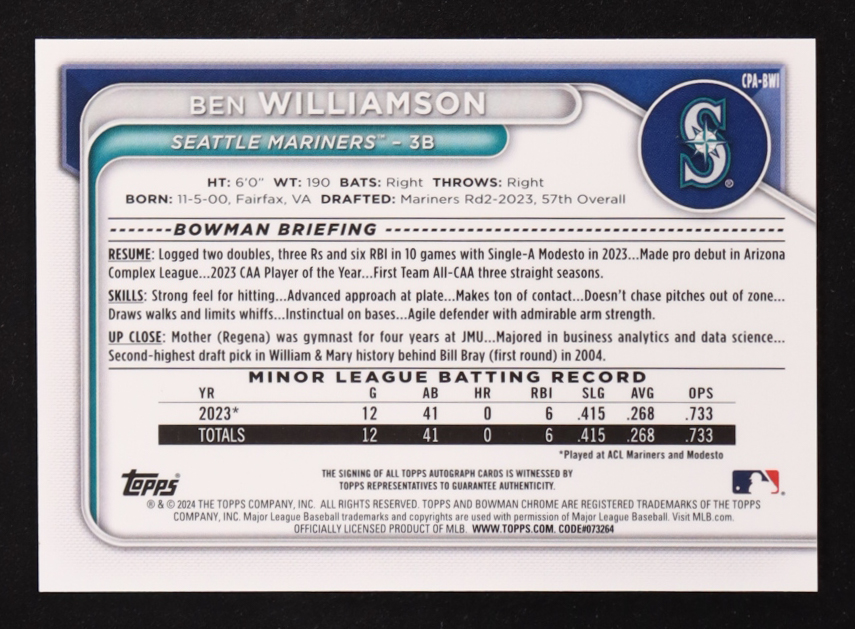 CPA-BWI
BEN WILLIAMSON
SEATTLE MARINERS™ - 3B
S
®
HT: 6'0" WT: 190 BATS: Right THROWS: Right
BORN: 11-5-00, Fairfax, VA DRAFTED: Mariners Rd2-2023, 57th Overall
BOWMAN BRIEFING
RESUME: Logged two doubles, three Rs and six RBI in 10 games with Single-A Modesto in 2023...Made pro debut in Arizona
Complex League...2023 CAA Player of the Year...First Team All-CAA three straight seasons.
SKILLS: Strong feel for hitting...Advanced approach at plate...Makes ton of contact...Doesn't chase pitches out of zone...
Draws walks and limits whiffs...Instinctual on bases...Agile defender with admirable arm strength.
UP CLOSE: Mother (Regena) was gymnast for four years at JMU...Majored in business analytics and data science...
Second-highest draft pick in William & Mary history behind Bill Bray (first round) in 2004.
MINOR LEAGUE BATTING RECORD
YR G AB HR RBI SLG AVG OPS
2023* 12 41 0 6 .415 .268 .733
TOTALS 12 41 0 6 .415 .268 .733
*Played at ACL Mariners and Modesto
Topps®
THE SIGNING OF ALL TOPPS AUTOGRAPH CARDS IS WITNESSED BY
TOPPS REPRESENTATIVES TO GUARANTEE AUTHENTICITY.
® & © 2024 THE TOPPS COMPANY, INC. ALL RIGHTS RESERVED. TOPPS AND BOWMAN CHROME ARE REGISTERED TRADEMARKS OF THE TOPPS
COMPANY, INC. Major League Baseball trademarks and copyrights are used with permission of Major League Baseball. Visit MLB.com.
OFFICIALLY LICENSED PRODUCT OF MLB. WWW.TOPPS.COM. CODE#073264